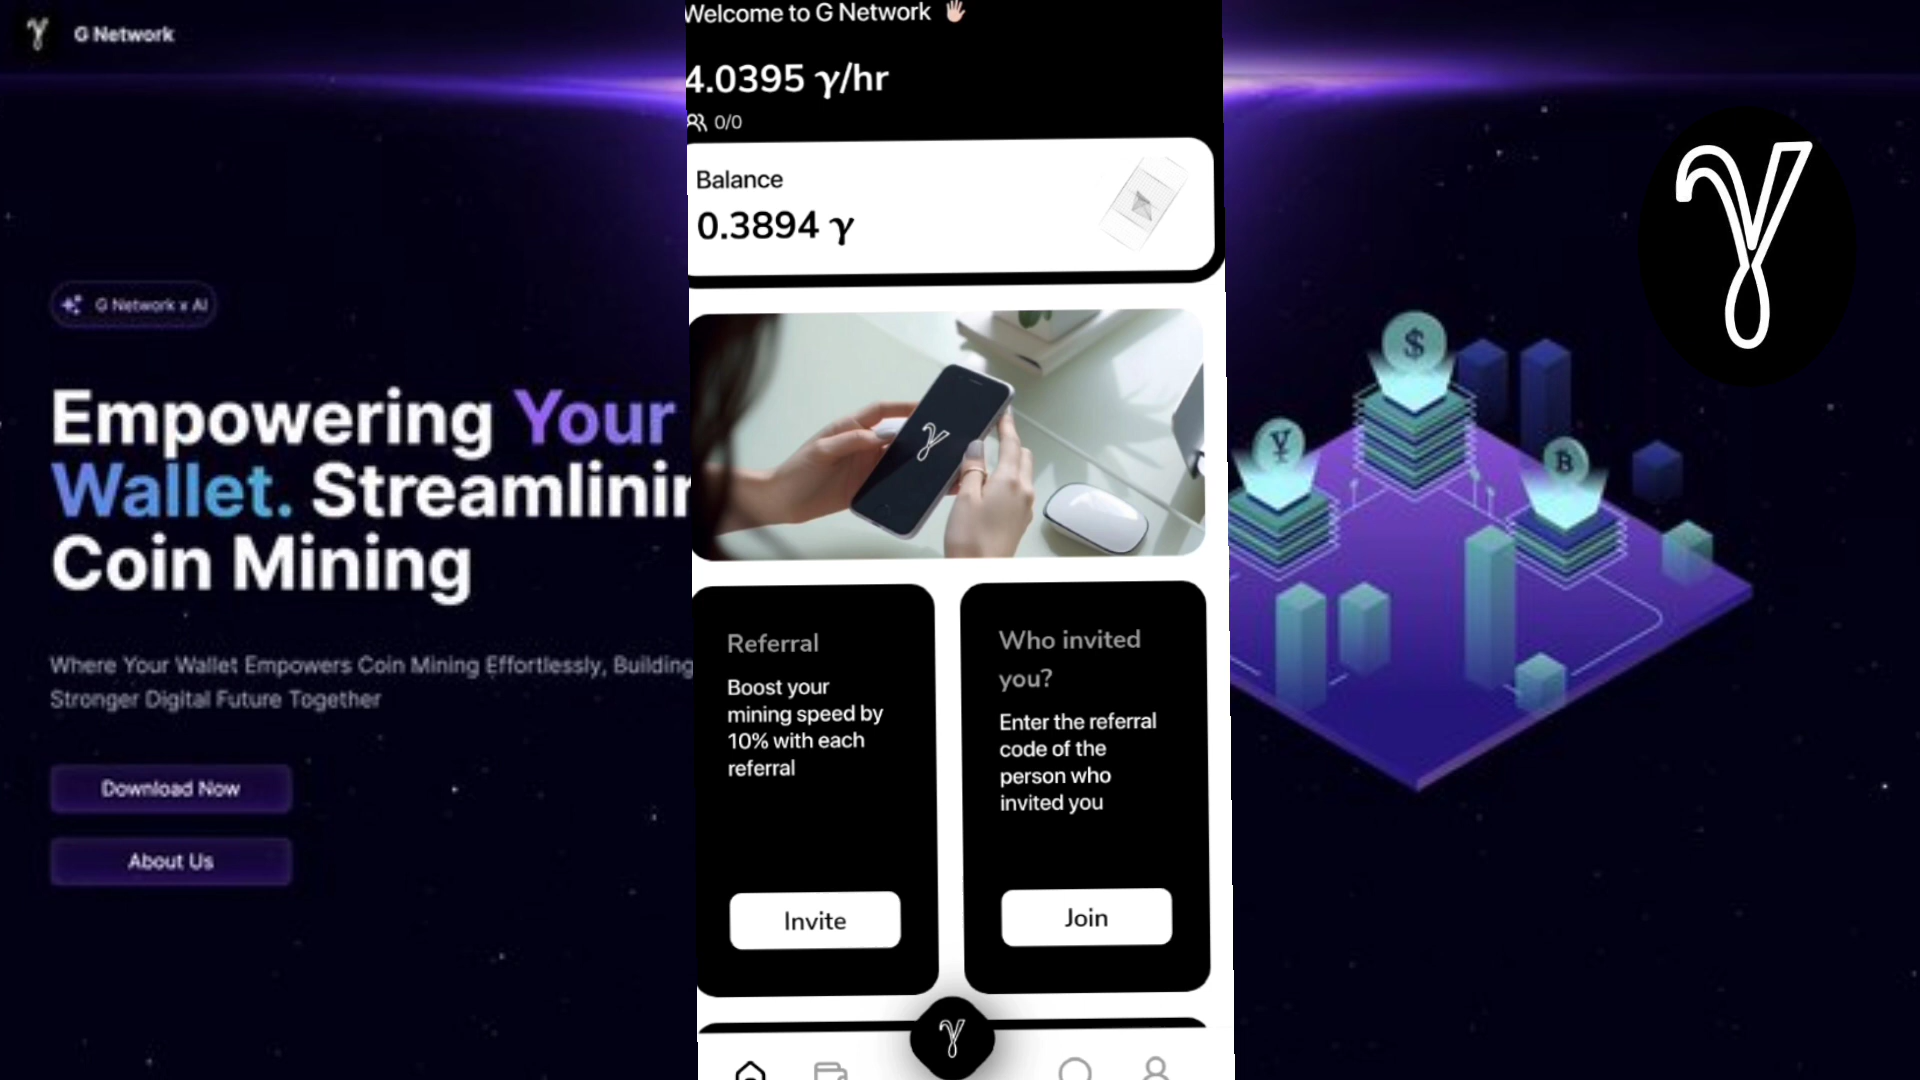 G Network
G Network x AI
Empowering Your
Wallet. Streamlinin
Coin Mining
Where Your Wallet Empowers Coin Mining Effortlessly, Building
Stronger Digital Future Together
Download Now
About Us
Welcome to G Network 🖐🏻
4.0395 γ/hr
0/0
Balance
0.3894 γ
γ
Referral
Boost your
mining speed by
10% with each
referral
Invite
Who invited
you?
Enter the referral
code of the
person who
invited you
Join
γ
$
¥
B
γ